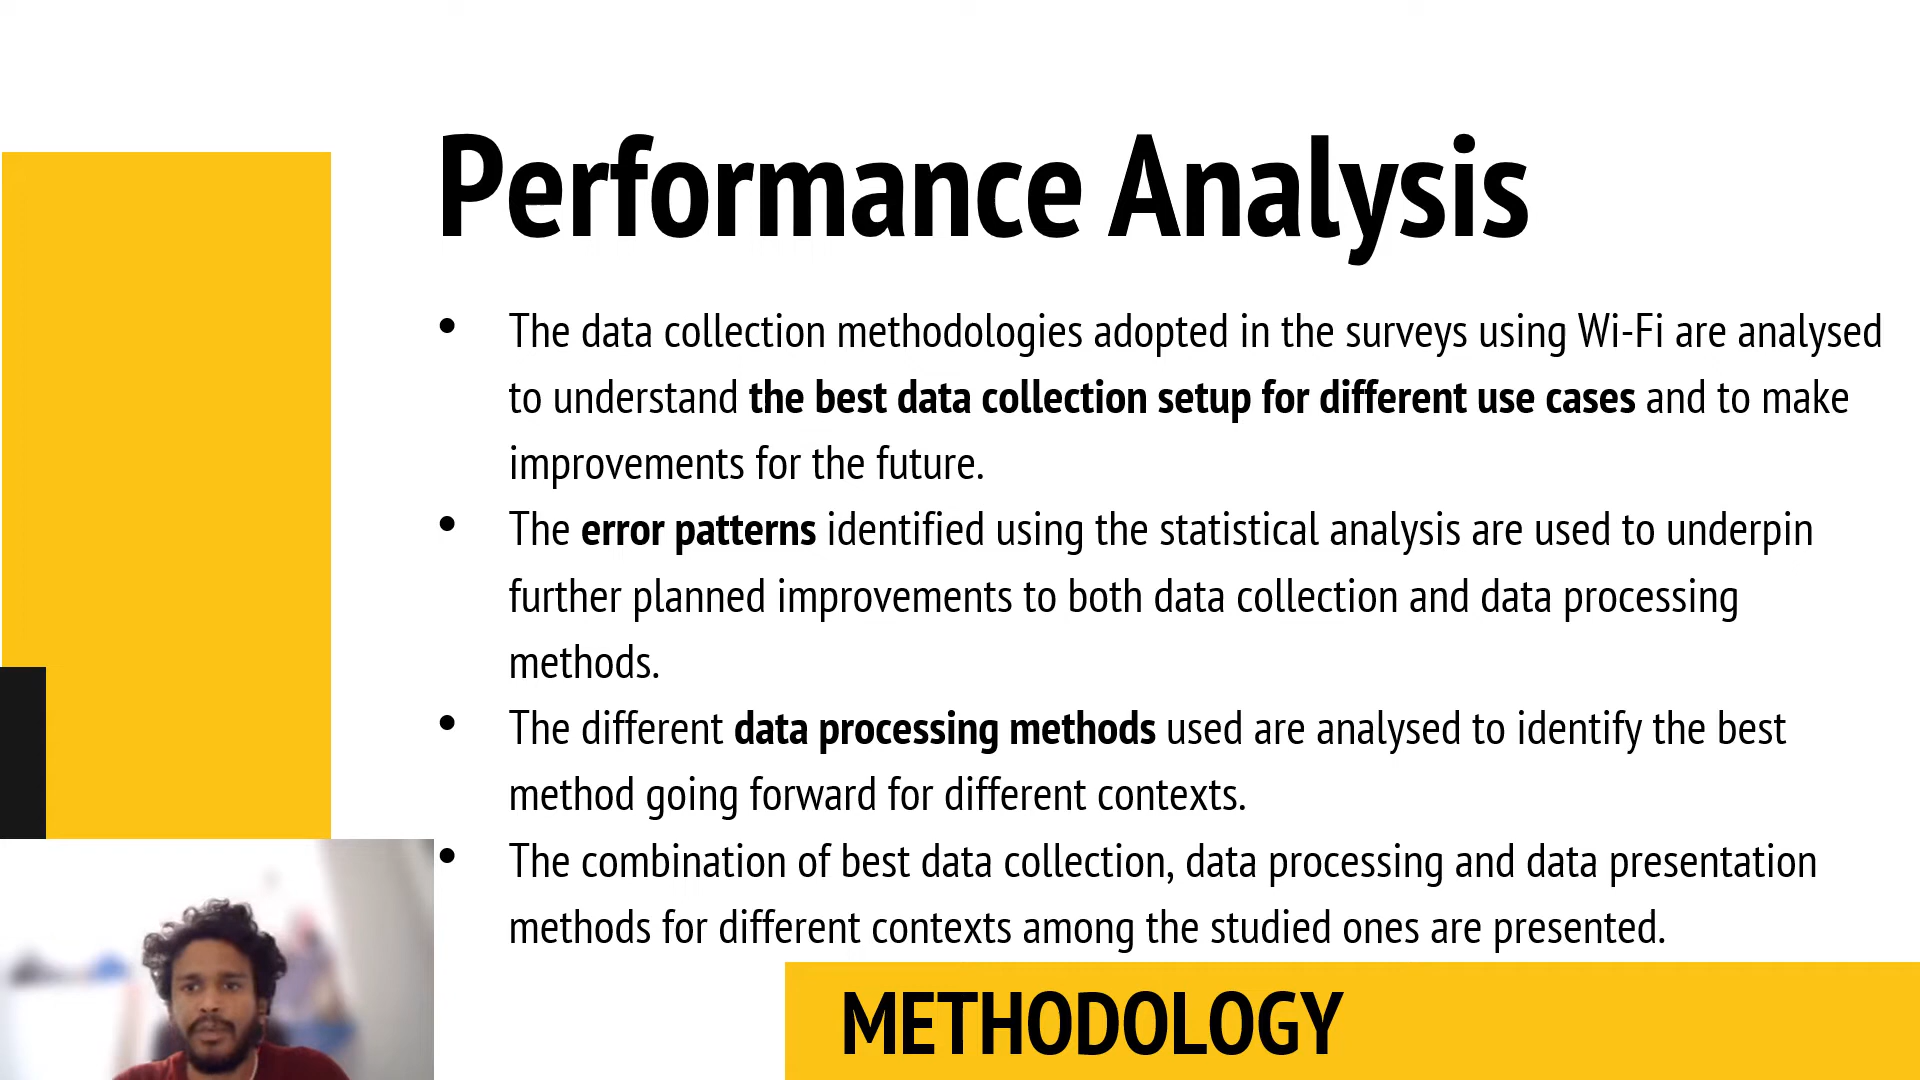 Performance Analysis
• The data collection methodologies adopted in the surveys using Wi-Fi are analysed
to understand the best data collection setup for different use cases and to make
improvements for the future.
• The error patterns identified using the statistical analysis are used to underpin
further planned improvements to both data collection and data processing
methods.
• The different data processing methods used are analysed to identify the best
method going forward for different contexts.
• The combination of best data collection, data processing and data presentation
methods for different contexts among the studied ones are presented.
METHODOLOGY